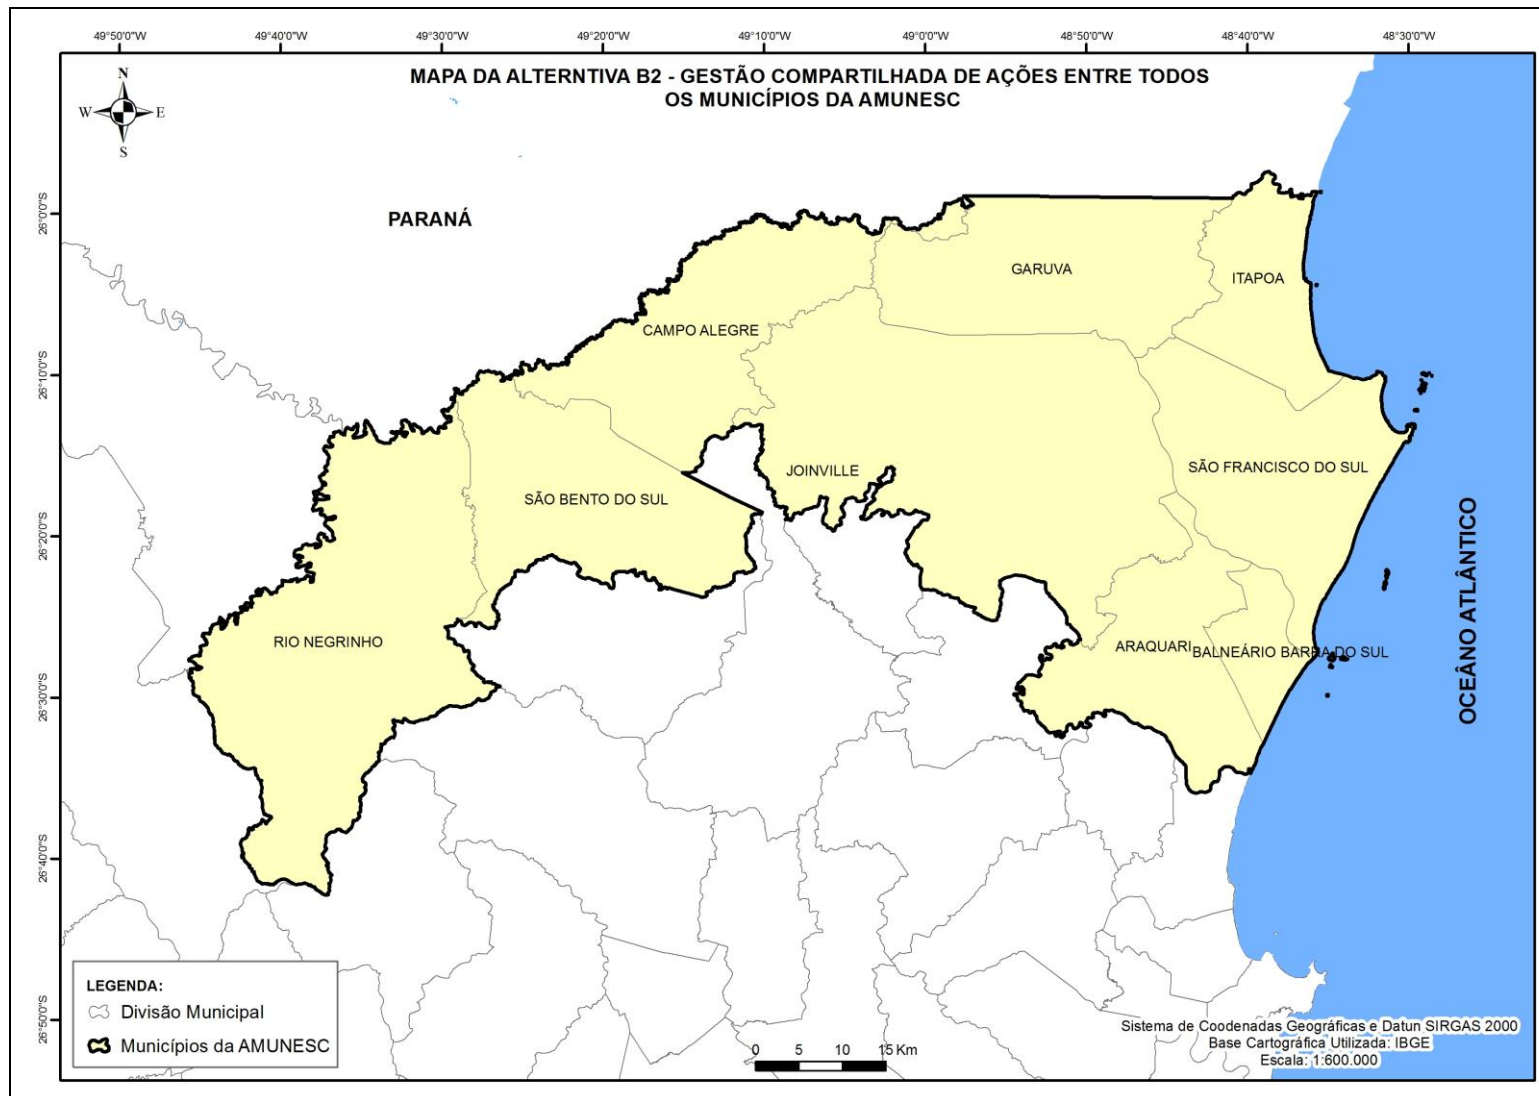 49°50'0"W 49°40'0"W 49°30'0"W 49°20'0"W 49°10'0"W 49°0'0"W 48°50'0"W 48°40'0"W 48°30'0"W
MAPA DA ALTERNTIVA B2 - GESTÃO COMPARTILHADA DE AÇÕES ENTRE TODOS
OS MUNICÍPIOS DA AMUNESC
N
W E
S
26°0'0"S
PARANÁ
GARUVA
ITAPOA
CAMPO ALEGRE
26°10'0"S
SÃO FRANCISCO DO SUL
JOINVILLE
SÃO BENTO DO SUL
26°20'0"S
OCEÂNO ATLÂNTICO
RIO NEGRINHO
ARAQUARI
BALNEÁRIO BARRA DO SUL
26°30'0"S
26°40'0"S
LEGENDA:
Divisão Municipal
Municípios da AMUNESC
26°50'0"S
0 5 10 15 Km
Sistema de Coodenadas Geográficas e Datun SIRGAS 2000
Base Cartográfica Utilizada: IBGE
Escala: 1:600.000